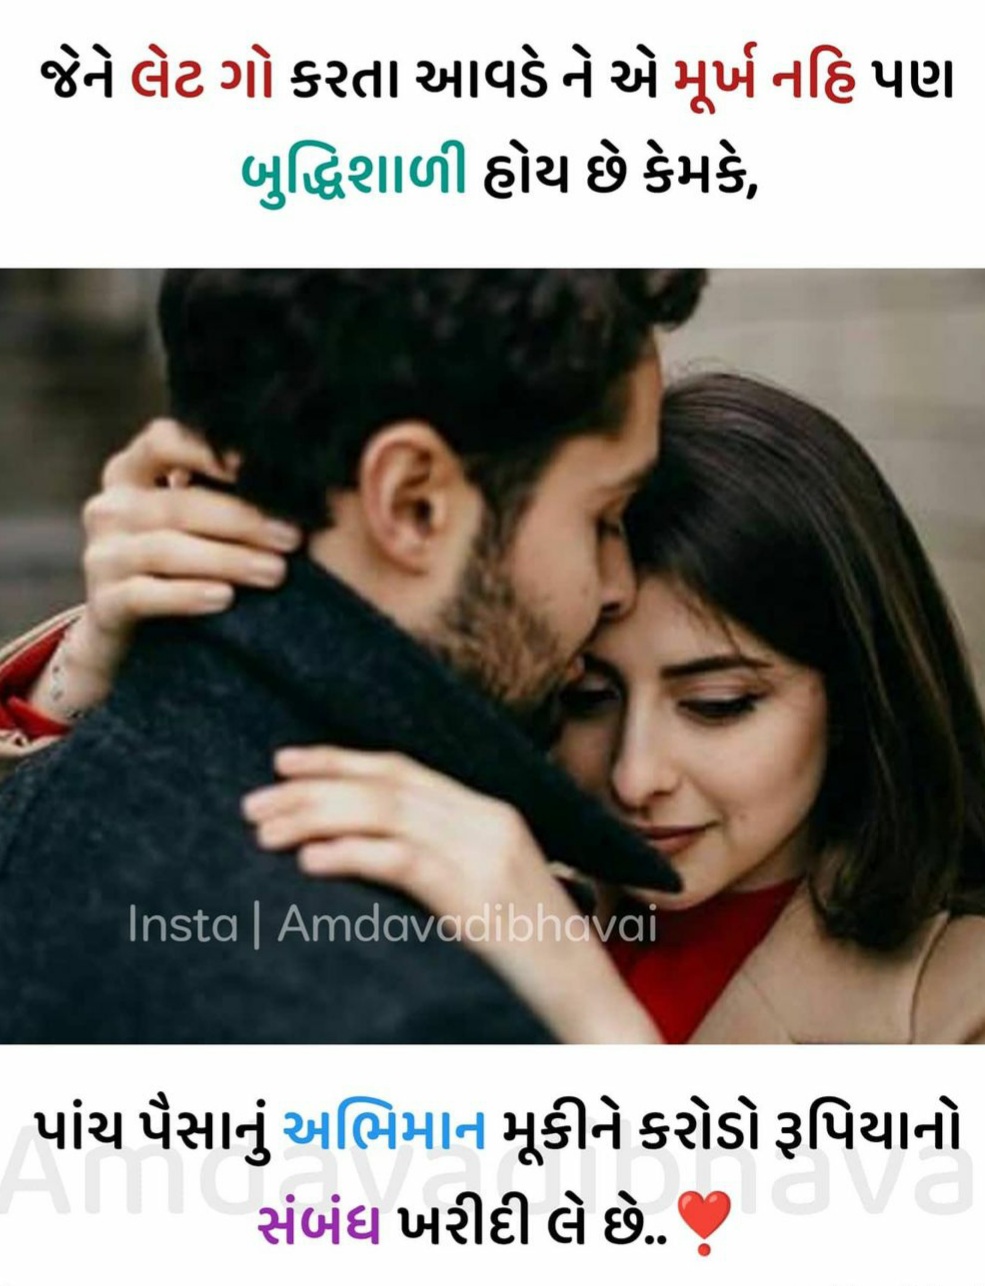 જેને લેટ ગો કરતા આવડે ને એ મૂર્ખ નહિ પણ
બુદ્ધિશાળી હોય છે કેમકે,
Insta | Amdavadibhavai
પાંચ પૈસાનું અભિમાન મૂકીને કરોડો રૂપિયાનો
Amdavadibhava
સંબંધ ખરીદી લે છે..❣️